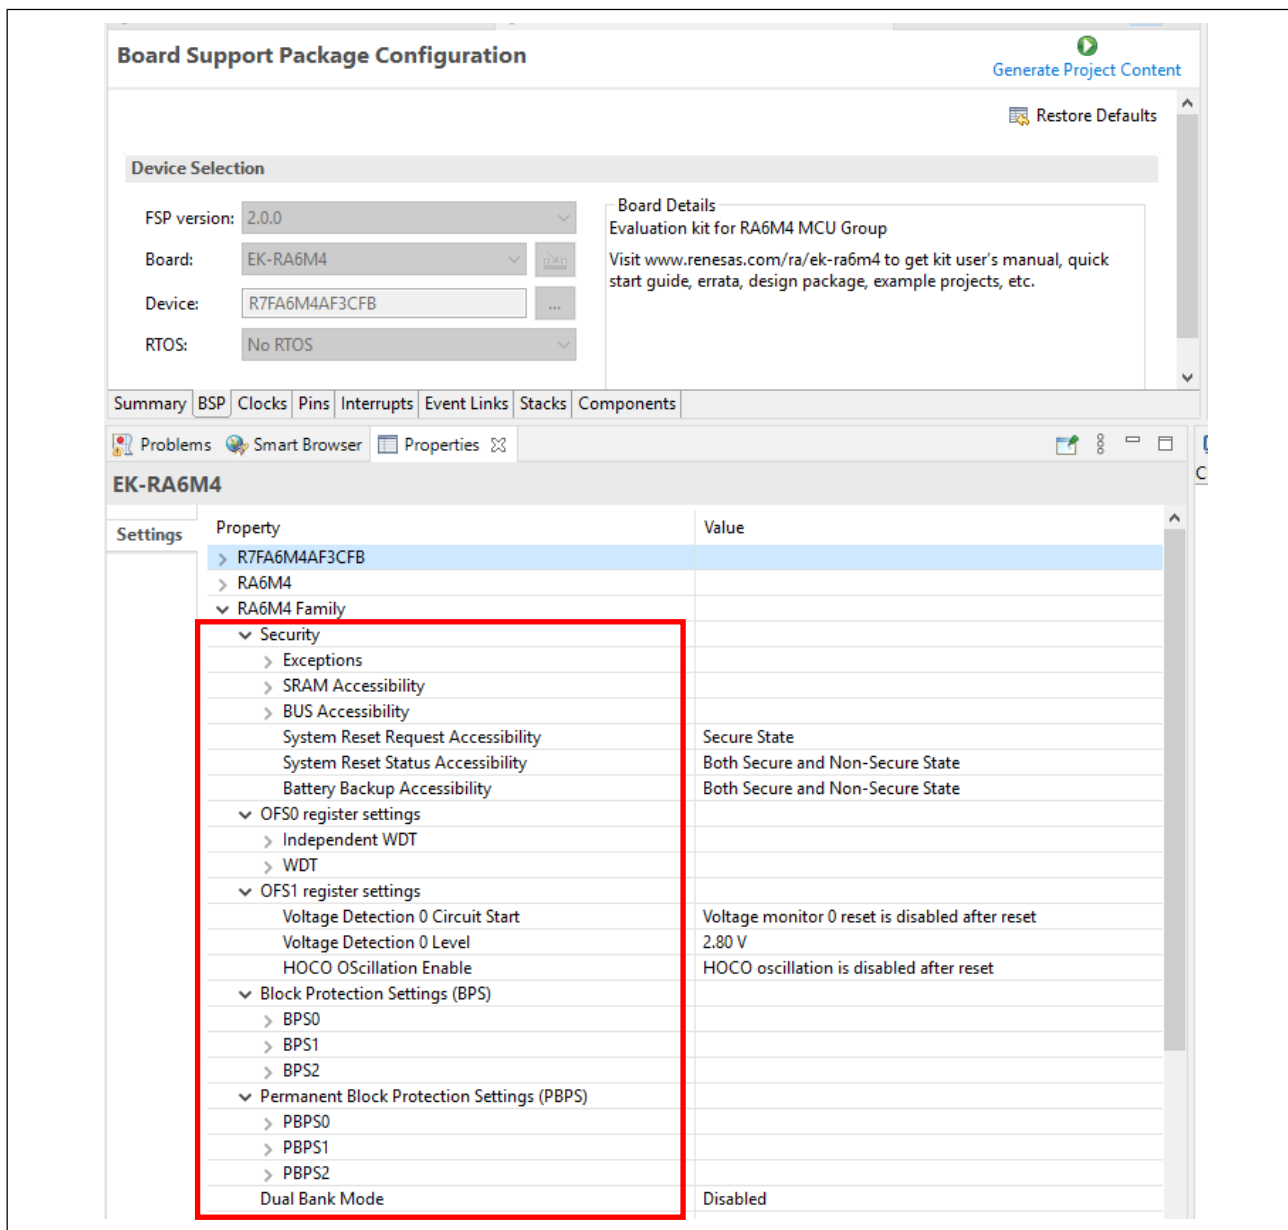 Board Support Package Configuration
Generate Project Content
Restore Defaults
Device Selection
FSP version: 2.0.0
Board: EK-RA6M4
Device: R7FA6M4AF3CFB ...
RTOS: No RTOS
Board Details
Evaluation kit for RA6M4 MCU Group
Visit www.renesas.com/ra/ek-ra6m4 to get kit user's manual, quick
start guide, errata, design package, example projects, etc.
Summary BSP Clocks Pins Interrupts Event Links Stacks Components
Problems Smart Browser Properties
EK-RA6M4
Settings
Property Value
R7FA6M4AF3CFB
RA6M4
RA6M4 Family
Security
Exceptions
SRAM Accessibility
BUS Accessibility
System Reset Request Accessibility Secure State
System Reset Status Accessibility Both Secure and Non-Secure State
Battery Backup Accessibility Both Secure and Non-Secure State
OFS0 register settings
Independent WDT
WDT
OFS1 register settings
Voltage Detection 0 Circuit Start Voltage monitor 0 reset is disabled after reset
Voltage Detection 0 Level 2.80 V
HOCO OScillation Enable HOCO oscillation is disabled after reset
Block Protection Settings (BPS)
BPS0
BPS1
BPS2
Permanent Block Protection Settings (PBPS)
PBPS0
PBPS1
PBPS2
Dual Bank Mode Disabled